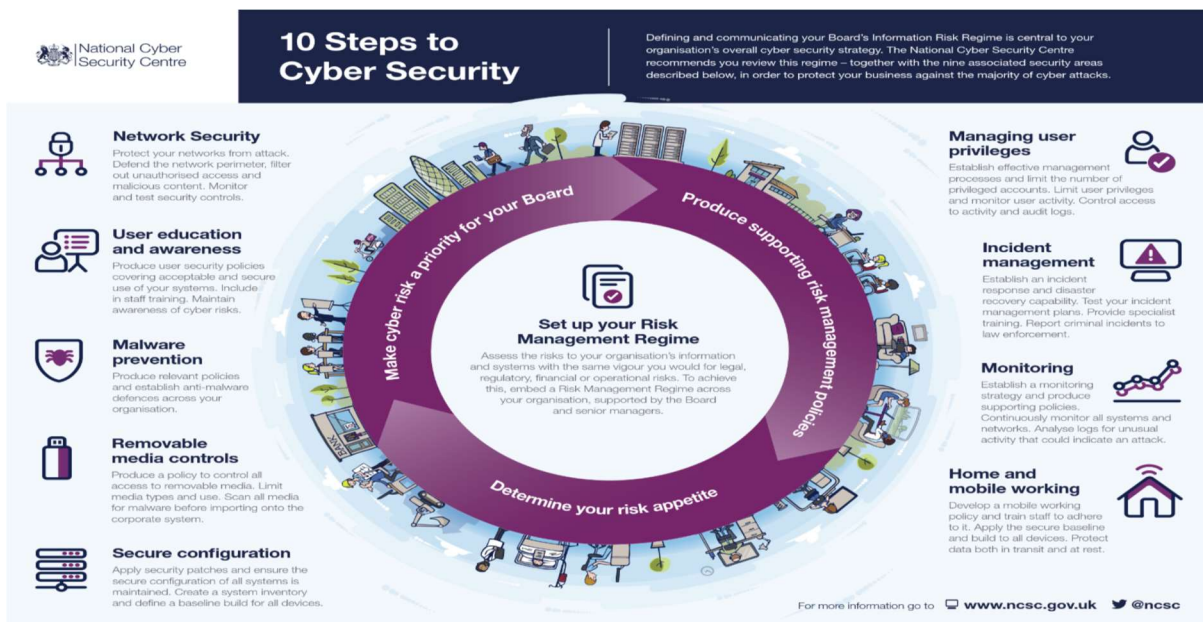 National Cyber
Security Centre
10 Steps to
Cyber Security
Defining and communicating your Board's Information Risk Regime is central to your
organisation's overall cyber security strategy. The National Cyber Security Centre
recommends you review this regime – together with the nine associated security areas
described below, in order to protect your business against the majority of cyber attacks.
Network Security
Protect your networks from attack.
Defend the network perimeter, filter
out unauthorised access and
malicious content. Monitor
and test security controls.
User education
and awareness
Produce user security policies
covering acceptable and secure
use of your systems. Include
in staff training. Maintain
awareness of cyber risks.
Malware
prevention
Produce relevant policies
and establish anti-malware
defences across your
organisation.
Removable
media controls
Produce a policy to control all
access to removable media. Limit
media types and use. Scan all media
for malware before importing onto the
corporate system.
Secure configuration
Apply security patches and ensure the
secure configuration of all systems is
maintained. Create a system inventory
and define a baseline build for all devices.
Make cyber risk a priority for your Board
Produce supporting risk management policies
Determine your risk appetite
Set up your Risk
Management Regime
Assess the risks to your organisation's information
and systems with the same vigour you would for legal,
regulatory, financial or operational risks. To achieve
this, embed a Risk Management Regime across
your organisation, supported by the Board
and senior managers.
Managing user
privileges
Establish effective management
processes and limit the number of
privileged accounts. Limit user privileges
and monitor user activity. Control access
to activity and audit logs.
Incident
management
Establish an incident
response and disaster
recovery capability. Test your incident
management plans. Provide specialist
training. Report criminal incidents to
law enforcement.
Monitoring
Establish a monitoring
strategy and produce
supporting policies.
Continuously monitor all systems and
networks. Analyse logs for unusual
activity that could indicate an attack.
Home and
mobile working
Develop a mobile working
policy and train staff to adhere
to it. Apply the secure baseline
and build to all devices. Protect
data both in transit and at rest.
For more information go to www.ncsc.gov.uk @ncsc